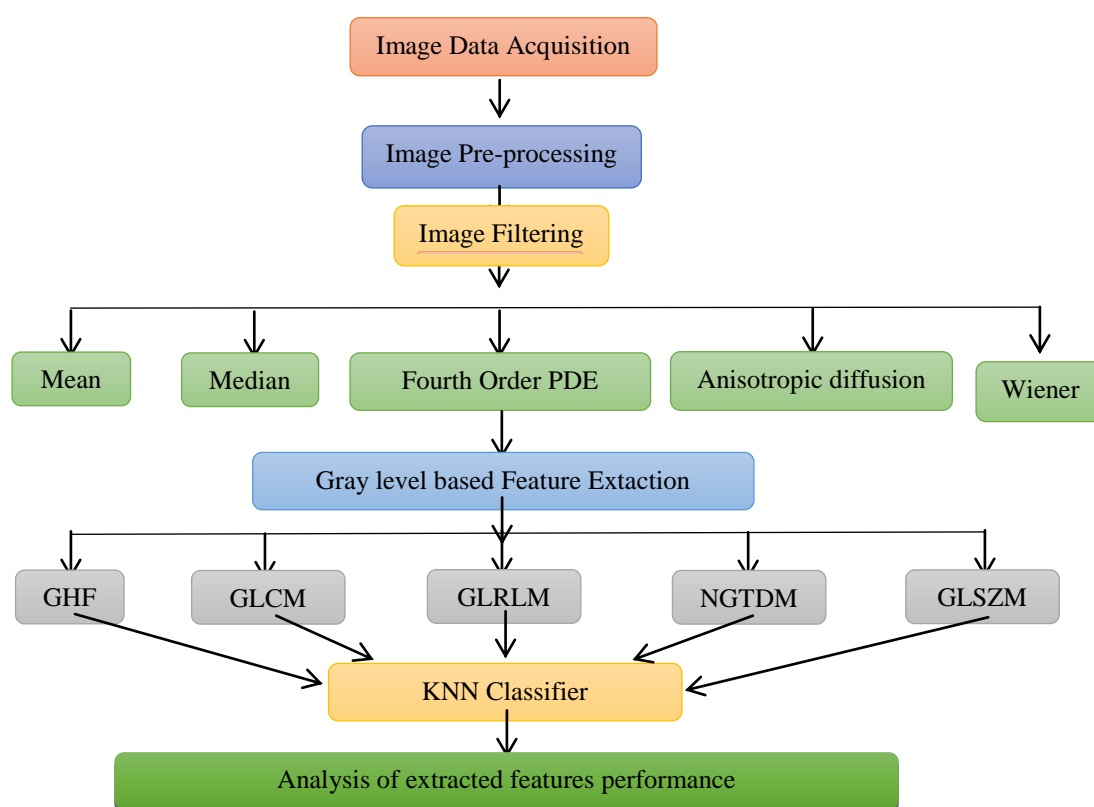 Image Data Acquisition
Image Pre-processing
Image Filtering
Mean
Median
Fourth Order PDE
Anisotropic diffusion
Wiener
Gray level based Feature Extaction
GHF
GLCM
GLRLM
NGTDM
GLSZM
KNN Classifier
Analysis of extracted features performance